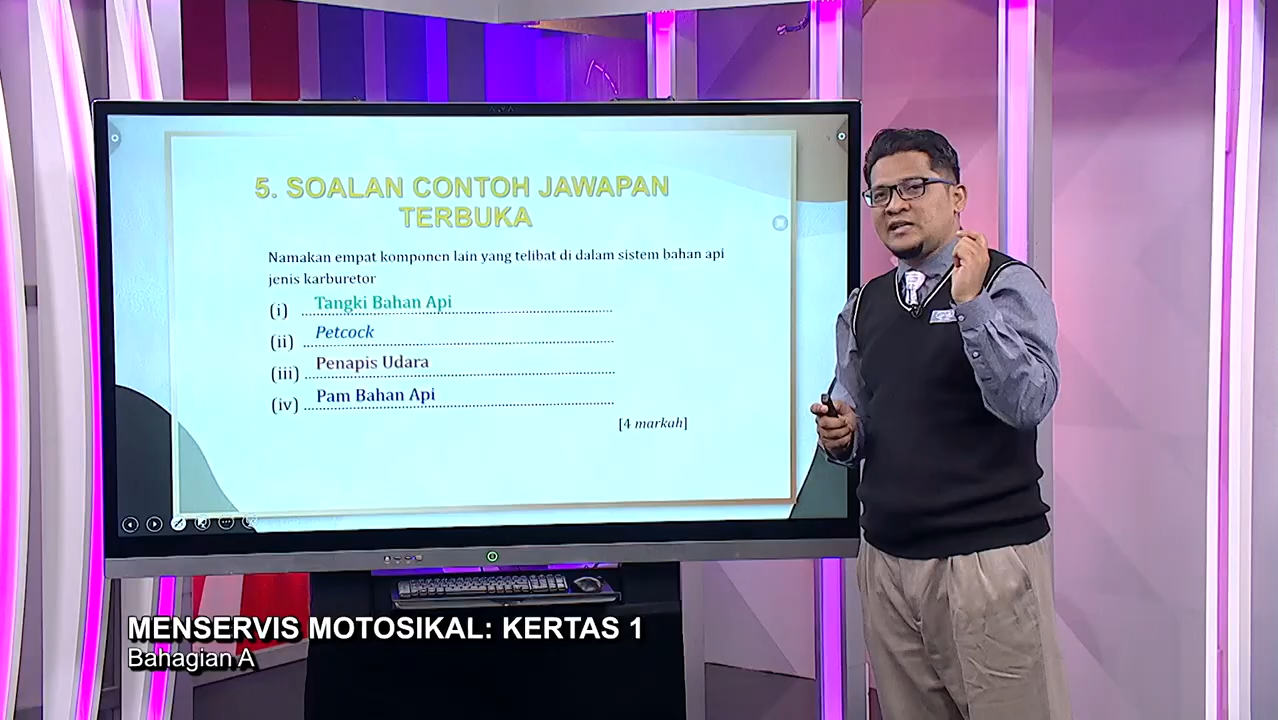 5. SOALAN CONTOH JAWAPAN
TERBUKA
Namakan empat komponen lain yang telibat di dalam sistem bahan api
jenis karburetor
(i) Tangki Bahan Api
(ii) Petcock
(iii) Penapis Udara
(iv) Pam Bahan Api
[4 markah]
MENSERVIS MOTOSIKAL: KERTAS 1
Bahagian A